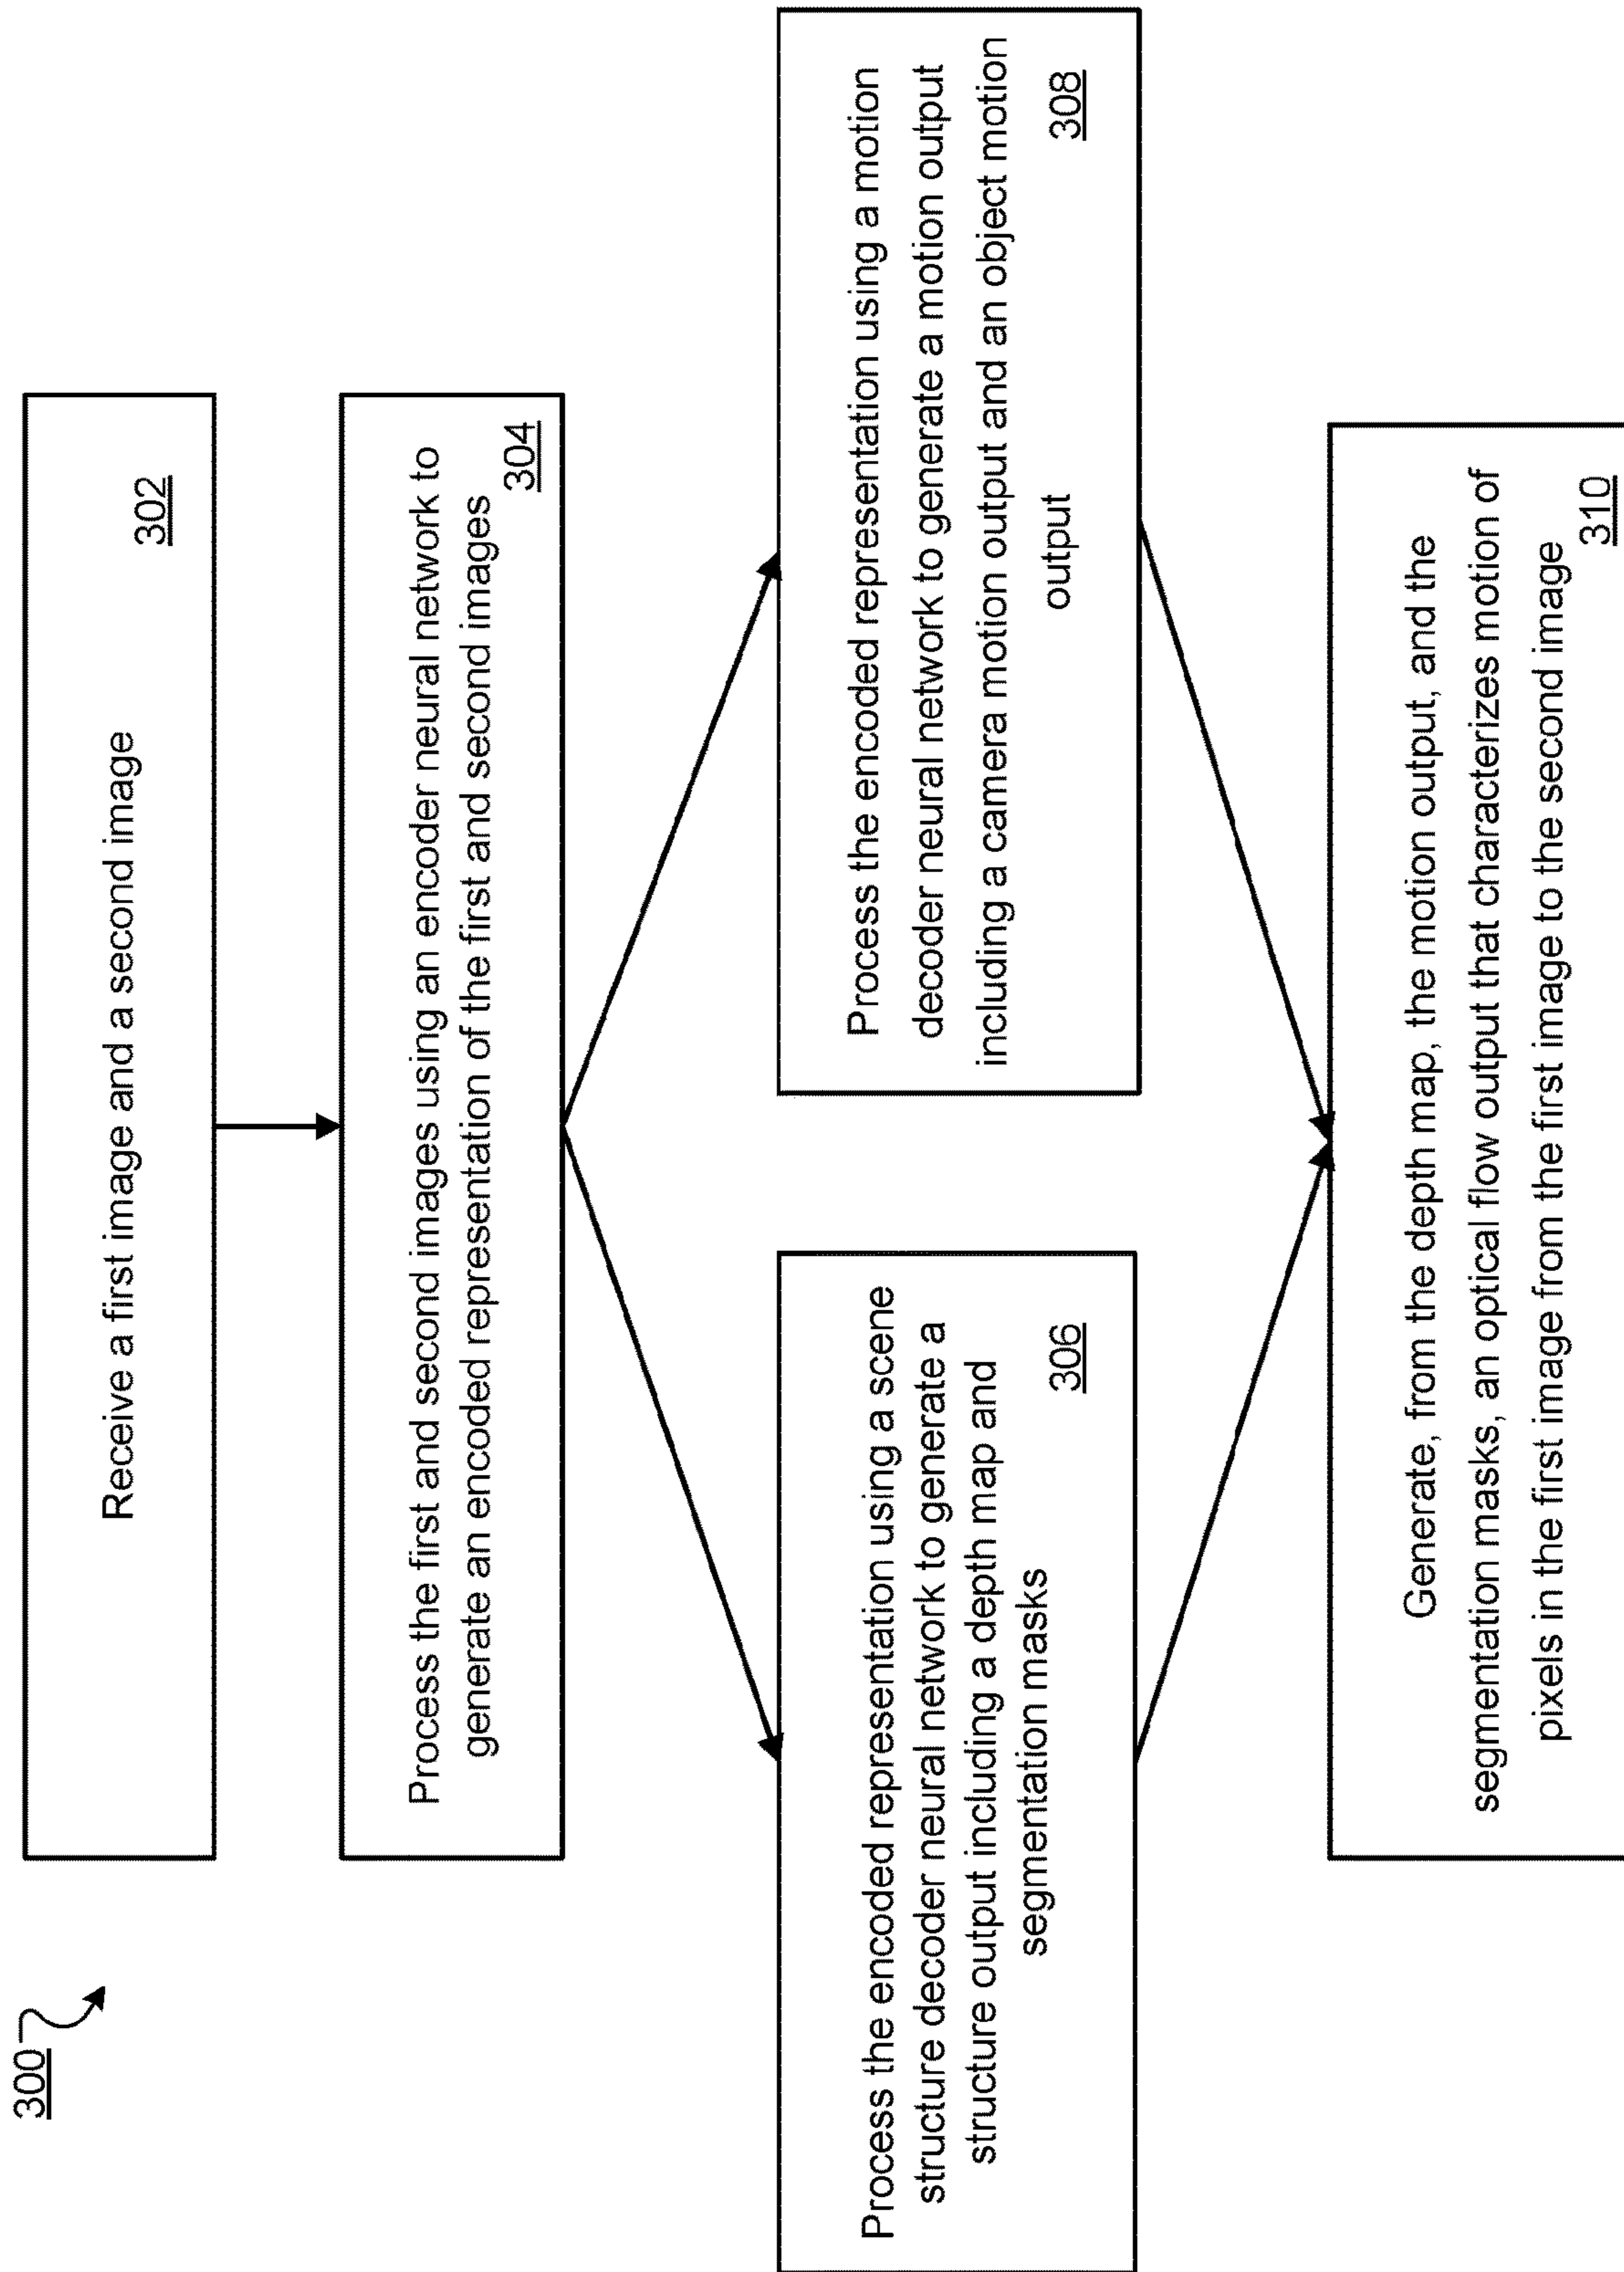 300
Receive a first image and a second image
302
Process the first and second images using an encoder neural network to
generate an encoded representation of the first and second images
304
Process the encoded representation using a scene
structure decoder neural network to generate a
structure output including a depth map and
segmentation masks
306
Process the encoded representation using a motion
decoder neural network to generate a motion output
including a camera motion output and an object motion
output
308
Generate, from the depth map, the motion output, and the
segmentation masks, an optical flow output that characterizes motion of
pixels in the first image from the first image to the second image
310